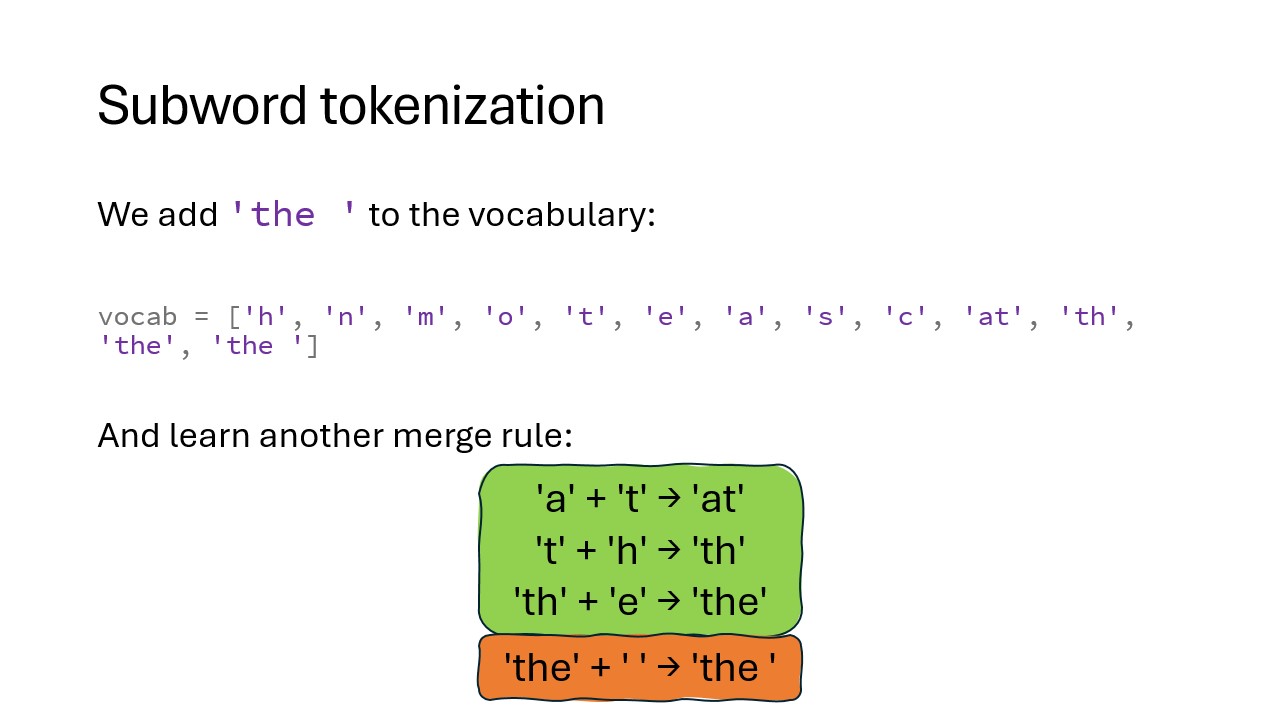 Subword tokenization
We add 'the ' to the vocabulary:
vocab = ['h', 'n', 'm', 'o', 't', 'e', 'a', 's', 'c', 'at', 'th',
'the', 'the ']
And learn another merge rule:
'a' + 't' → 'at'
't' + 'h' → 'th'
'th' + 'e' → 'the'
'the' + ' ' → 'the '